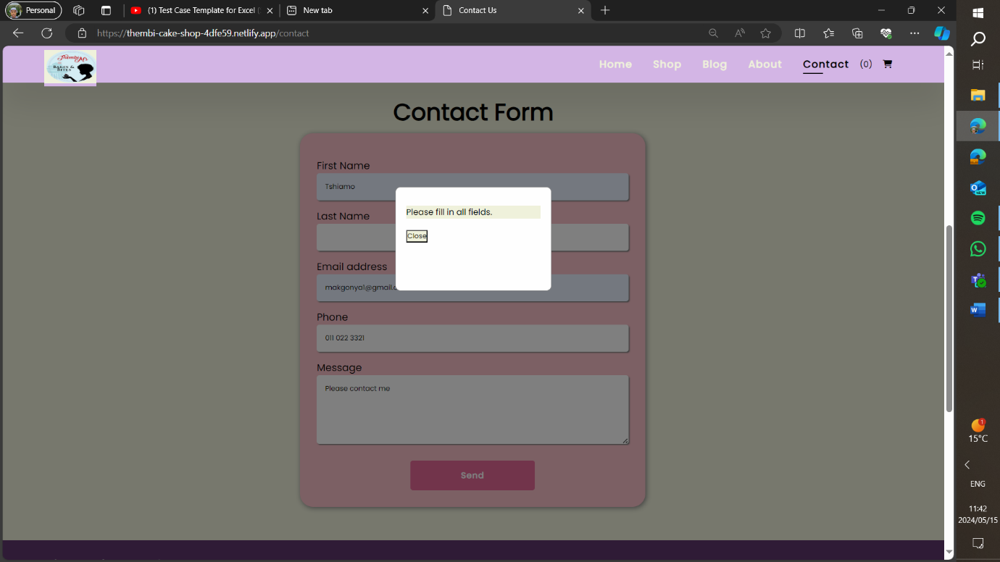 Personal
(1) Test Case Template for Excel
New tab
Contact Us
https://thembi-cake-shop-4dfe59.netlify.app/contact
Thembi M's
BAKES &
BITES
Home
Shop
Blog
About
Contact
(0)
Contact Form
First Name
Tshiamo
Last Name
Please fill in all fields.
Close
Email address
makgonya1@gmail.c
Phone
011 022 3321
Message
Please contact me
Send
NEW
1
15°C
ENG
11:42
2024/05/15